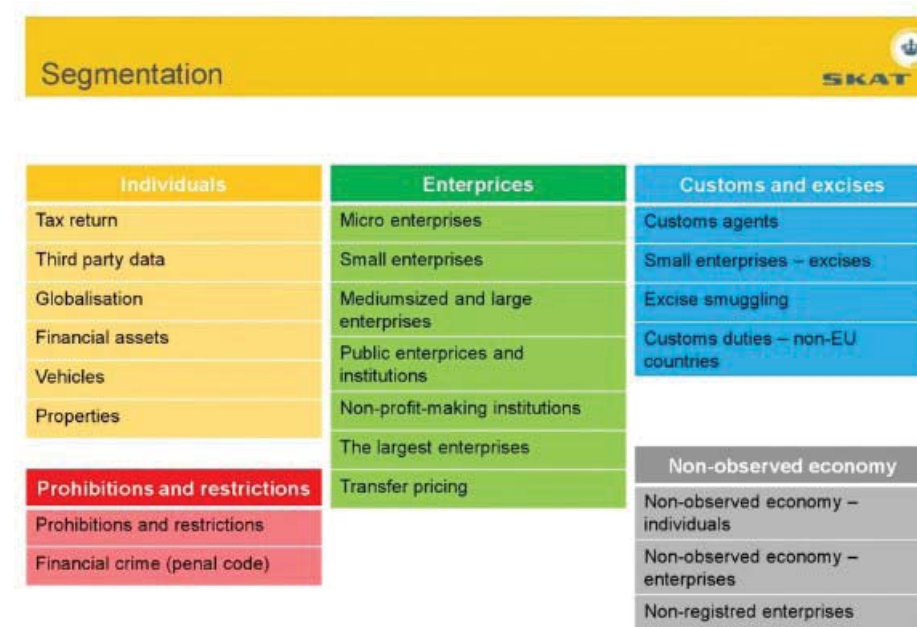 Segmentation
SKAT
Individuals
Tax return
Third party data
Globalisation
Financial assets
Vehicles
Properties
Prohibitions and restrictions
Prohibitions and restrictions
Financial crime (penal code)
Enterprices
Micro enterprises
Small enterprises
Mediumsized and large
enterprises
Public enterprices and
institutions
Non-profit-making institutions
The largest enterprises
Transfer pricing
Customs and excises
Customs agents
Small enterprises – excises
Excise smuggling
Customs duties – non-EU
countries
Non-observed economy
Non-observed economy –
individuals
Non-observed economy –
enterprises
Non-registred enterprises